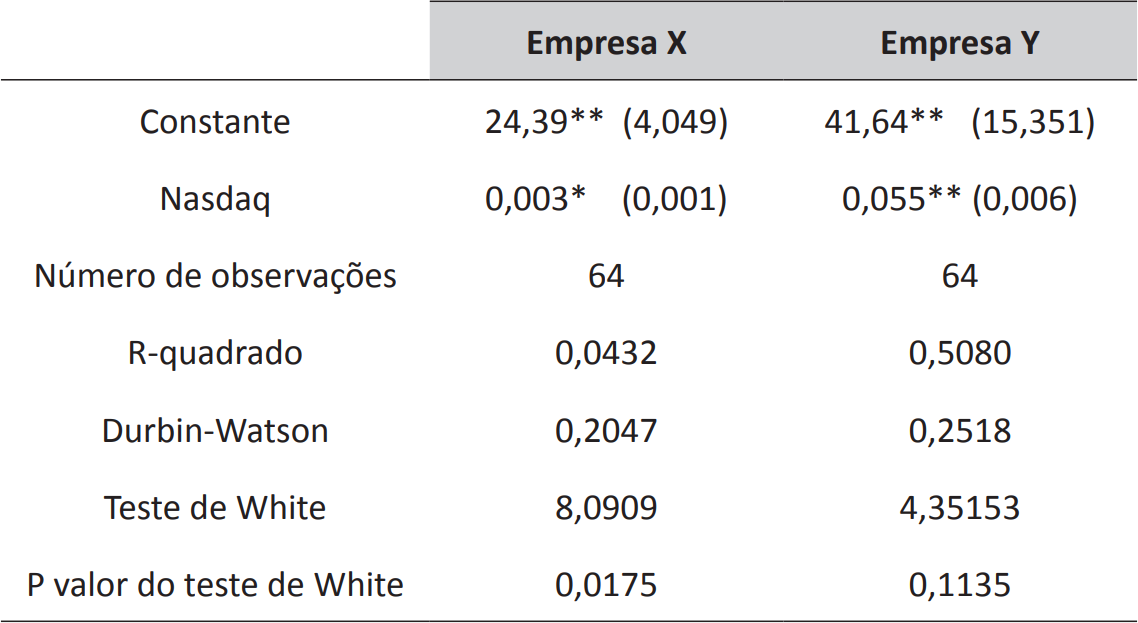 Empresa X Empresa Y
Constante 24,39** (4,049) 41,64** (15,351)
Nasdaq 0,003* (0,001) 0,055** (0,006)
Número de observações 64 64
R-quadrado 0,0432 0,5080
Durbin-Watson 0,2047 0,2518
Teste de White 8,0909 4,35153
P valor do teste de White 0,0175 0,1135